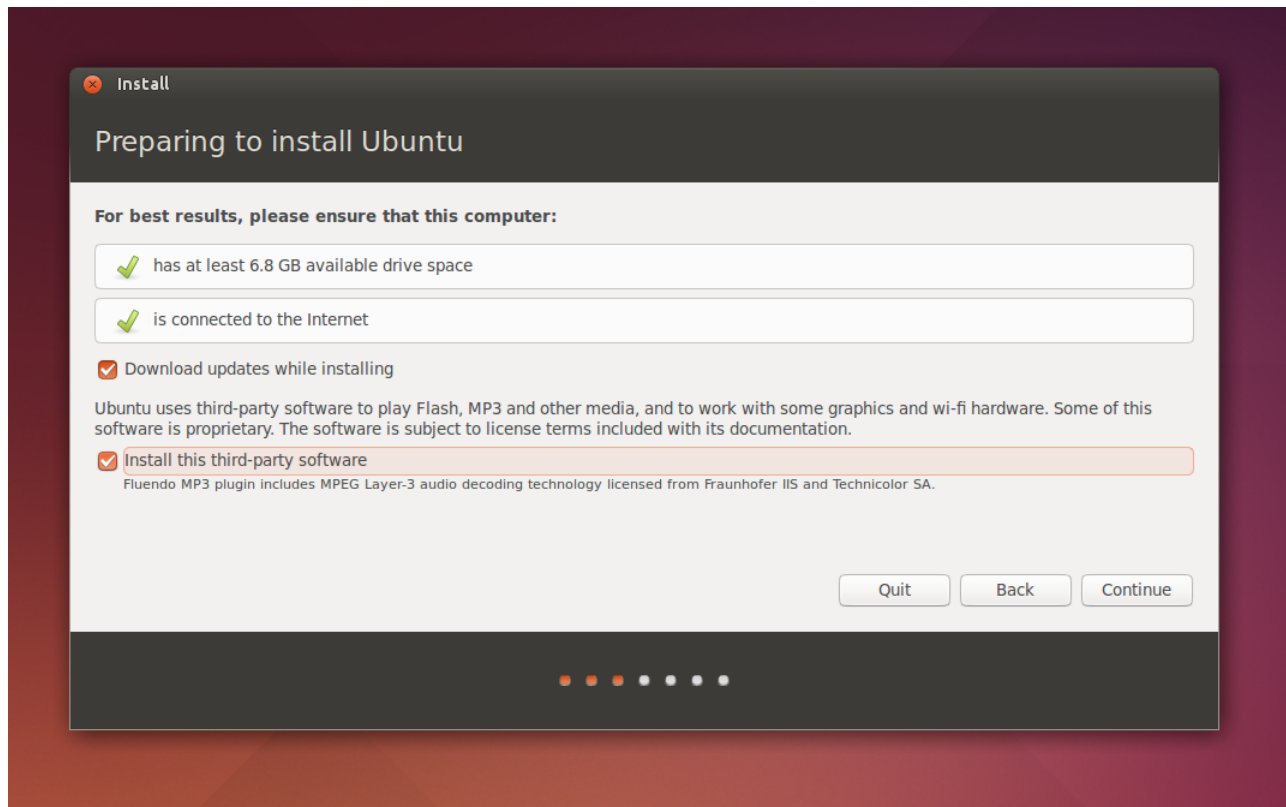 Install
Preparing to install Ubuntu
For best results, please ensure that this computer:
has at least 6.8 GB available drive space
is connected to the Internet
Download updates while installing
Ubuntu uses third-party software to play Flash, MP3 and other media, and to work with some graphics and wi-fi hardware. Some of this
software is proprietary. The software is subject to license terms included with its documentation.
Install this third-party software
Fluendo MP3 plugin includes MPEG Layer-3 audio decoding technology licensed from Fraunhofer IIS and Technicolor SA.
Quit Back Continue